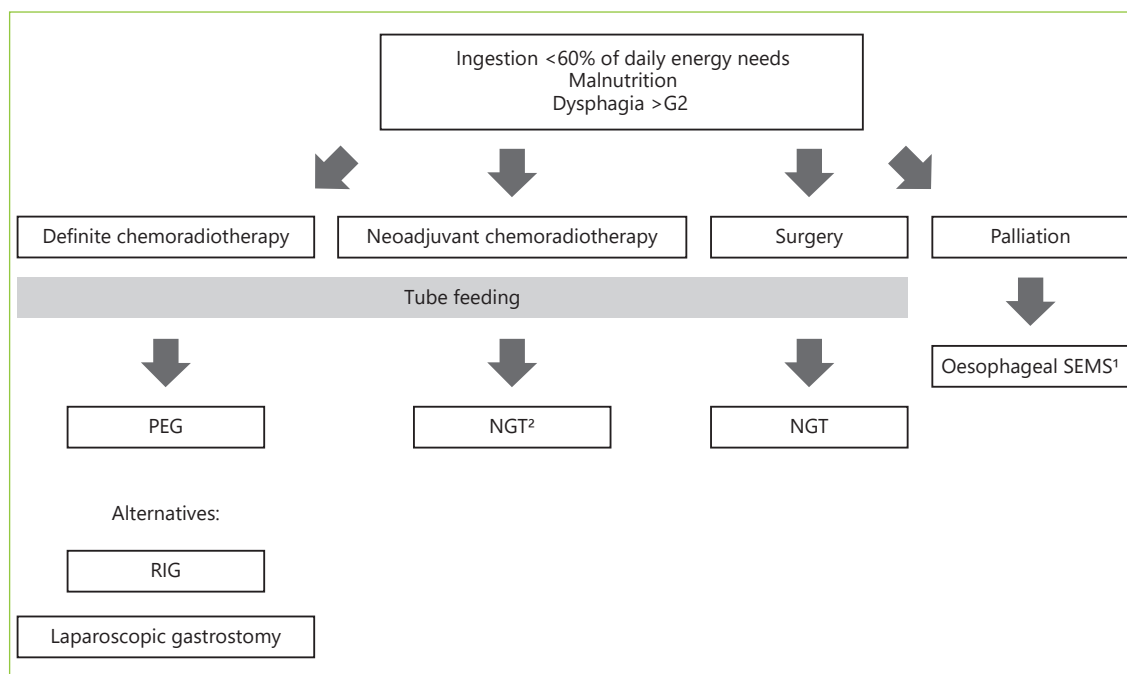 Ingestion <60% of daily energy needs
Malnutrition
Dysphagia >G2
Definite chemoradiotherapy
Neoadjuvant chemoradiotherapy
Surgery
Palliation
Tube feeding
Oesophageal SEMS¹
PEG
NGT²
NGT
Alternatives:
RIG
Laparoscopic gastrostomy